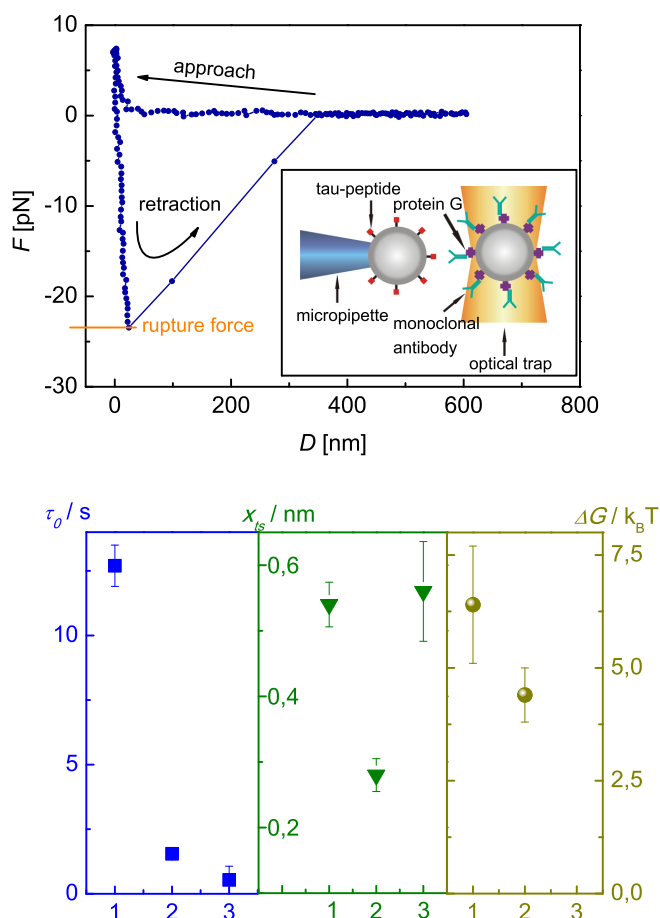 10
0
-10
-20
-30
F [pN]
approach
retraction
rupture force
tau-peptide
protein G
micropipette
monoclonal
antibody
optical trap
0 200 400 600 800
D [nm]
τ0 / s
xts / nm
ΔG / kBT
10
5
0
0,6
0,4
0,2
7,5
5,0
2,5
0,0
1 2 3
1 2 3
1 2 3